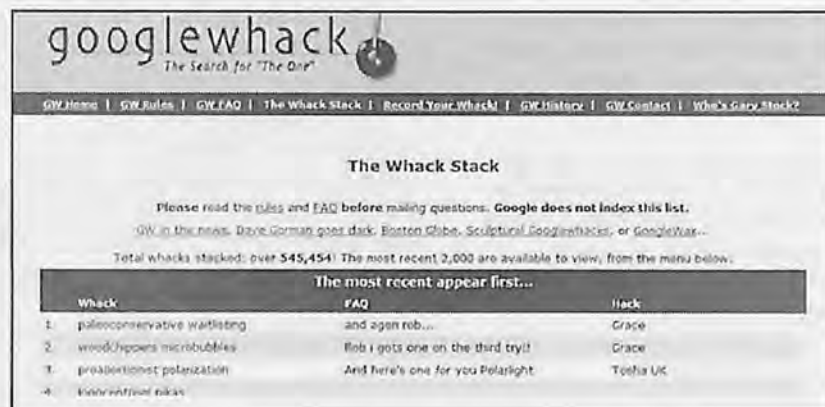 googlewhack
The Search for "The One"
GW Home | GW Rules | GW FAQ | The Whack Stack | Record Your Whack! | GW History | GW Contact | Who's Gary Stock?
The Whack Stack
Please read the rules and FAQ before mailing questions. Google does not index this list.
GW in the news, Dave Gorman goes dark, Boston Globe, Sculptural Googlewhacks, or GoogleWax...
Total whacks stacked: over 545,454! The most recent 2,000 are available to view, from the menu below.
The most recent appear first...
Whack FAQ Hack
1. paleoconservative waitlisting and agen rob... Grace
2. woodchippers microbubbles Rob i gots one on the third try!! Grace
3. proabortionist polarization And here's one for you Polarlight Tosha UK
4. pikas